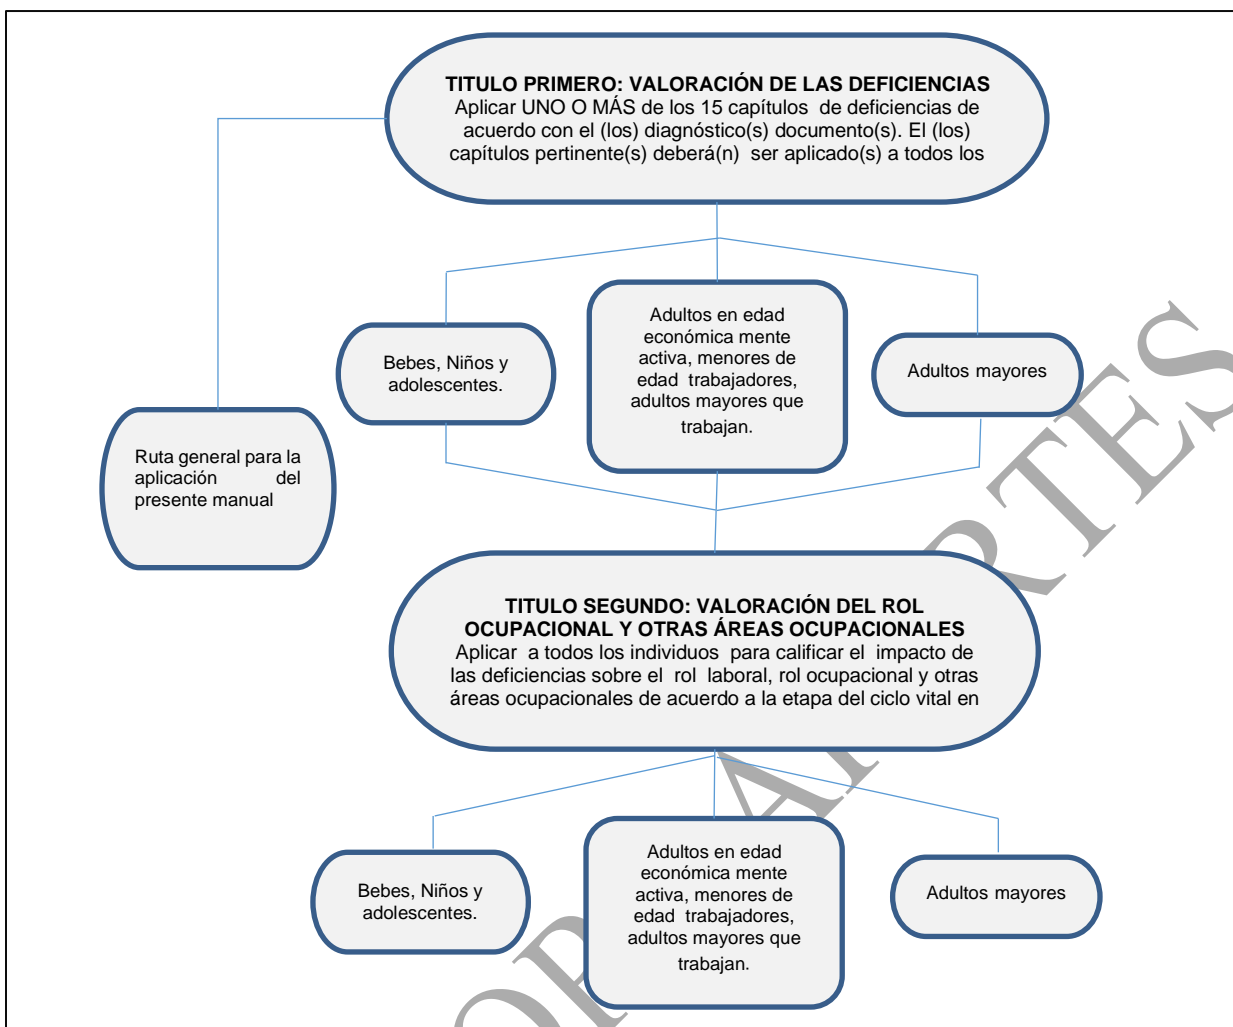 TITULO PRIMERO: VALORACIÓN DE LAS DEFICIENCIAS
Aplicar UNO O MÁS de los 15 capítulos de deficiencias de
acuerdo con el (los) diagnóstico(s) documento(s). El (los)
capítulos pertinente(s) deberá(n) ser aplicado(s) a todos los
Bebes, Niños y
adolescentes.
Adultos en edad
económica mente
activa, menores de
edad trabajadores,
adultos mayores que
trabajan.
Adultos mayores
Ruta general para la
aplicación del
presente manual
TITULO SEGUNDO: VALORACIÓN DEL ROL
OCUPACIONAL Y OTRAS ÁREAS OCUPACIONALES
Aplicar a todos los individuos para calificar el impacto de
las deficiencias sobre el rol laboral, rol ocupacional y otras
áreas ocupacionales de acuerdo a la etapa del ciclo vital en
Bebes, Niños y
adolescentes.
Adultos en edad
económica mente
activa, menores de
edad trabajadores,
adultos mayores que
trabajan.
Adultos mayores